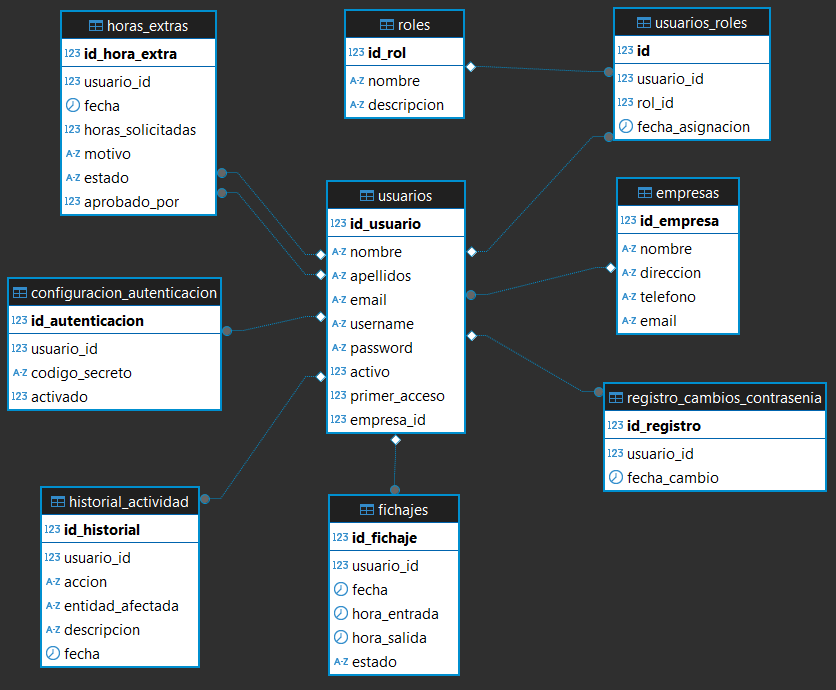 horas_extras
123 id_hora_extra
123 usuario_id
fecha
123 horas_solicitadas
A-Z motivo
A-Z estado
123 aprobado_por
roles
123 id_rol
A-Z nombre
A-Z descripcion
usuarios_roles
123 id
123 usuario_id
123 rol_id
fecha_asignacion
usuarios
123 id_usuario
A-Z nombre
A-Z apellidos
A-Z email
A-Z username
A-Z password
123 activo
123 primer_acceso
123 empresa_id
empresas
123 id_empresa
A-Z nombre
A-Z direccion
A-Z telefono
A-Z email
configuracion_autenticacion
123 id_autenticacion
123 usuario_id
A-Z codigo_secreto
123 activado
registro_cambios_contrasenia
123 id_registro
123 usuario_id
fecha_cambio
historial_actividad
123 id_historial
123 usuario_id
A-Z accion
A-Z entidad_afectada
A-Z descripcion
fecha
fichajes
123 id_fichaje
123 usuario_id
fecha
hora_entrada
hora_salida
A-Z estado